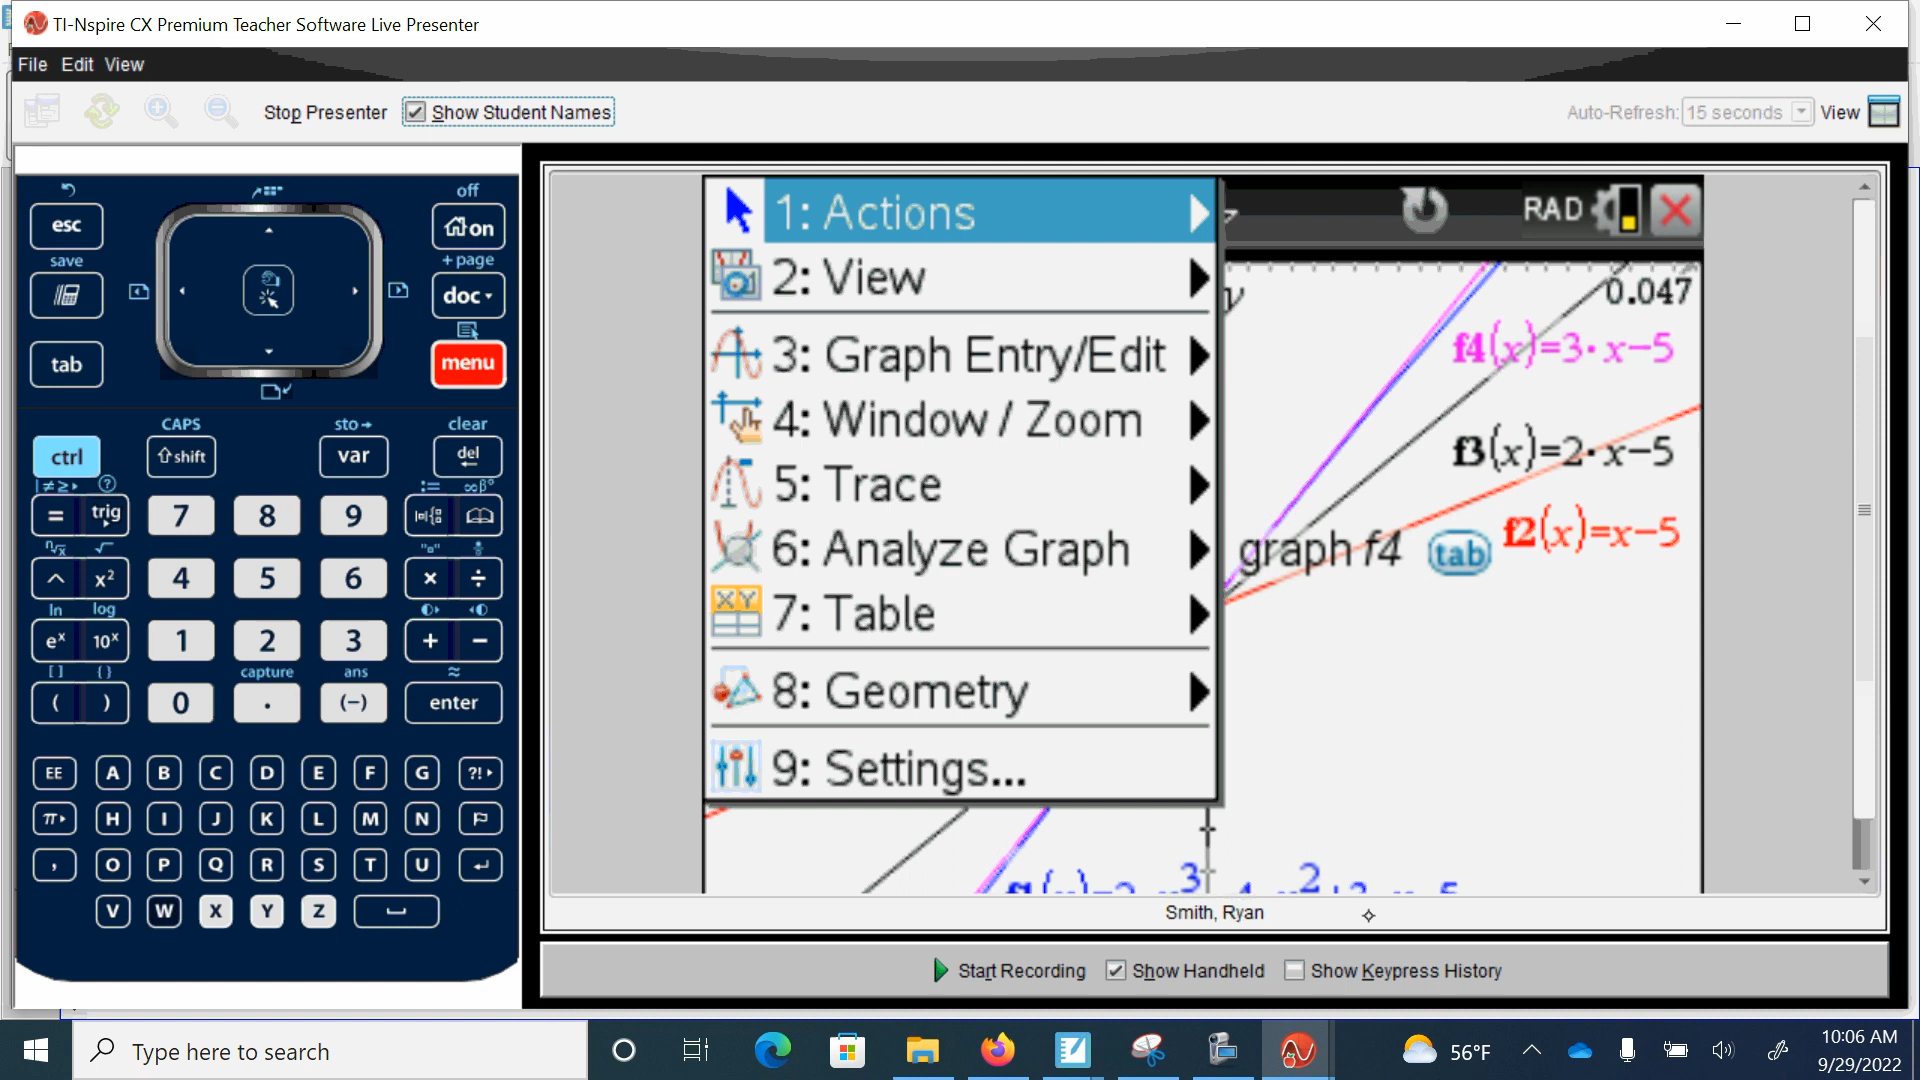 TI-Nspire CX Premium Teacher Software Live Presenter
File Edit View
Stop Presenter Show Student Names Auto-Refresh: 15 seconds View
off
esc on
save + page
doc
tab menu
CAPS sto→ clear
ctrl shift var del
|≠≥▸ ? := ∞β°
= trig 7 8 9
ⁿ√x √ "□"
^ x² 4 5 6 × ÷
ln log
eˣ 10ˣ 1 2 3 + −
[ ] { } capture ans ≈
( ) 0 . (−) enter
EE A B C D E F G ?!▸
π▸ H I J K L M N
, O P Q R S T U
V W X Y Z
1: Actions
2: View
3: Graph Entry/Edit
4: Window / Zoom
5: Trace
6: Analyze Graph
7: Table
8: Geometry
9: Settings...
RAD
y 0.047
f4(x)=3·x−5
f3(x)=2·x−5
graph f4 tab f2(x)=x−5
Smith, Ryan
Start Recording Show Handheld Show Keypress History
Type here to search
56°F
10:06 AM
9/29/2022